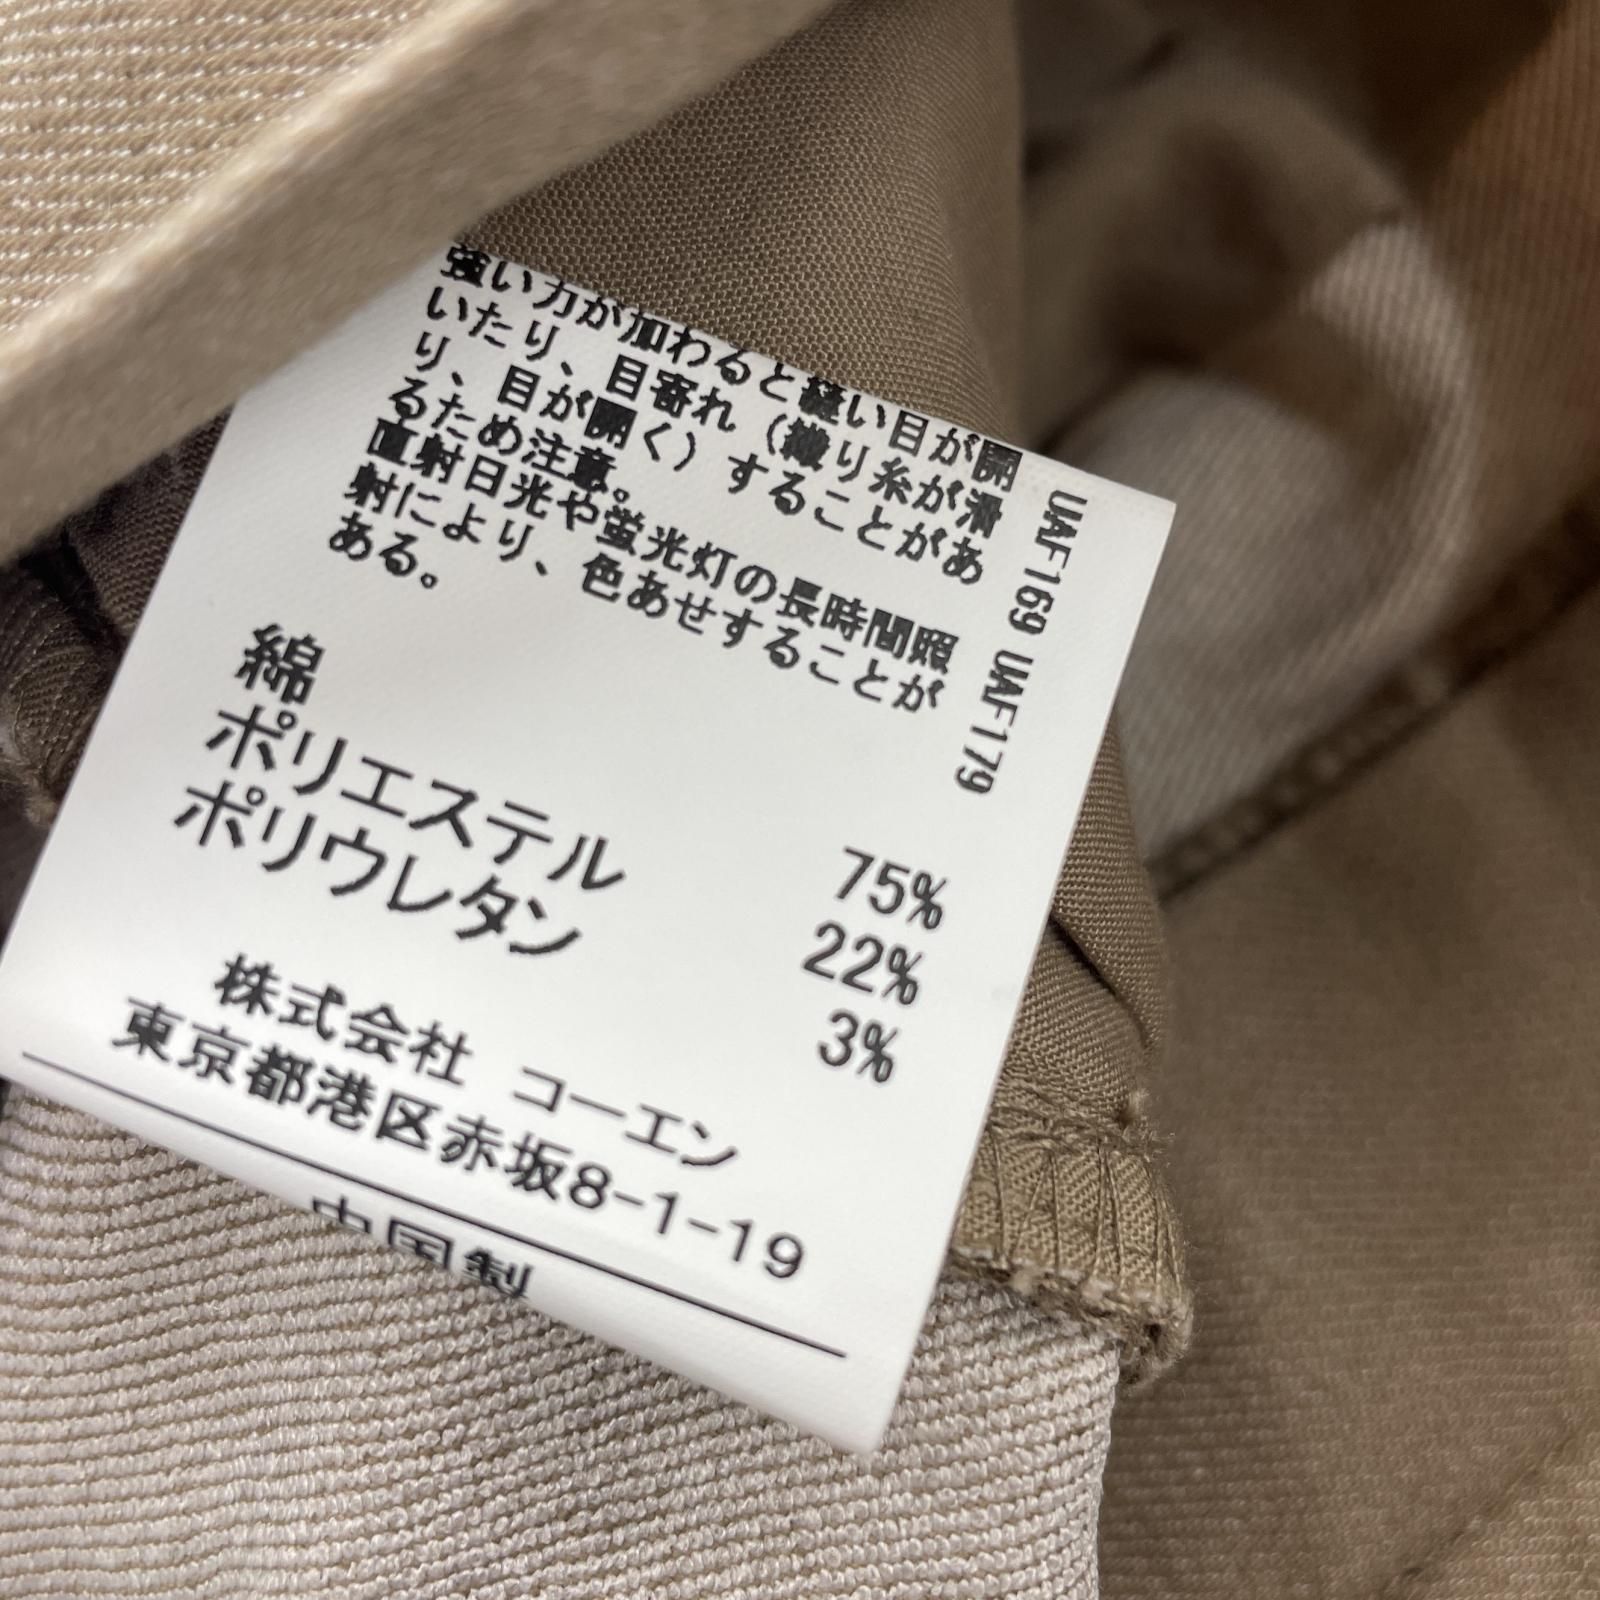 強い力が加わると縫い目が開
いたり、目寄れ（織り糸が滑
り、目が開く）することがあ
るため注意。
直射日光や蛍光灯の長時間照
射により、色あせすることが
ある。
UAF169 UAF179
綿 75%
ポリエステル 22%
ポリウレタン 3%
株式会社 コーエン
東京都港区赤坂8-1-19
中国製